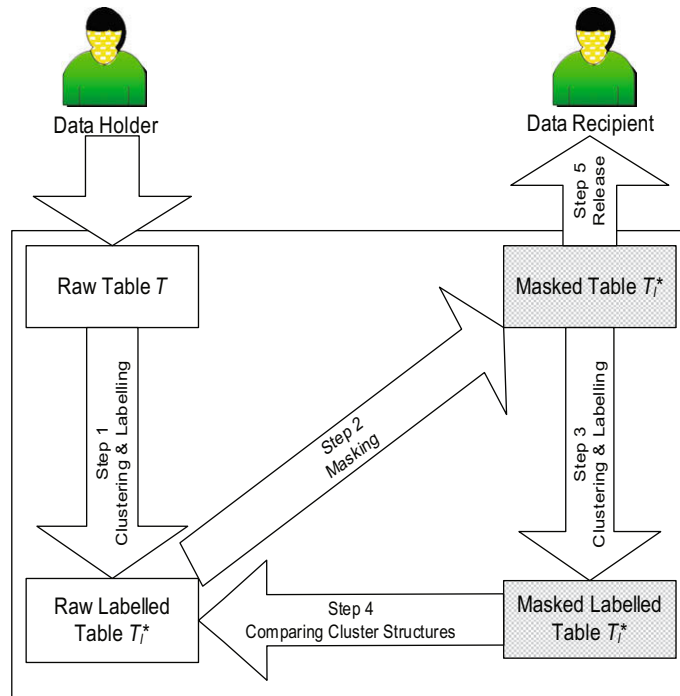 Data Holder
Data Recipient
Step 5
Release
Raw Table T
Masked Table Tₗ*
Step 1
Clustering & Labelling
Step 2
Masking
Step 3
Clustering & Labelling
Raw Labelled
Table Tₗ*
Step 4
Comparing Cluster Structures
Masked Labelled
Table Tₗ*